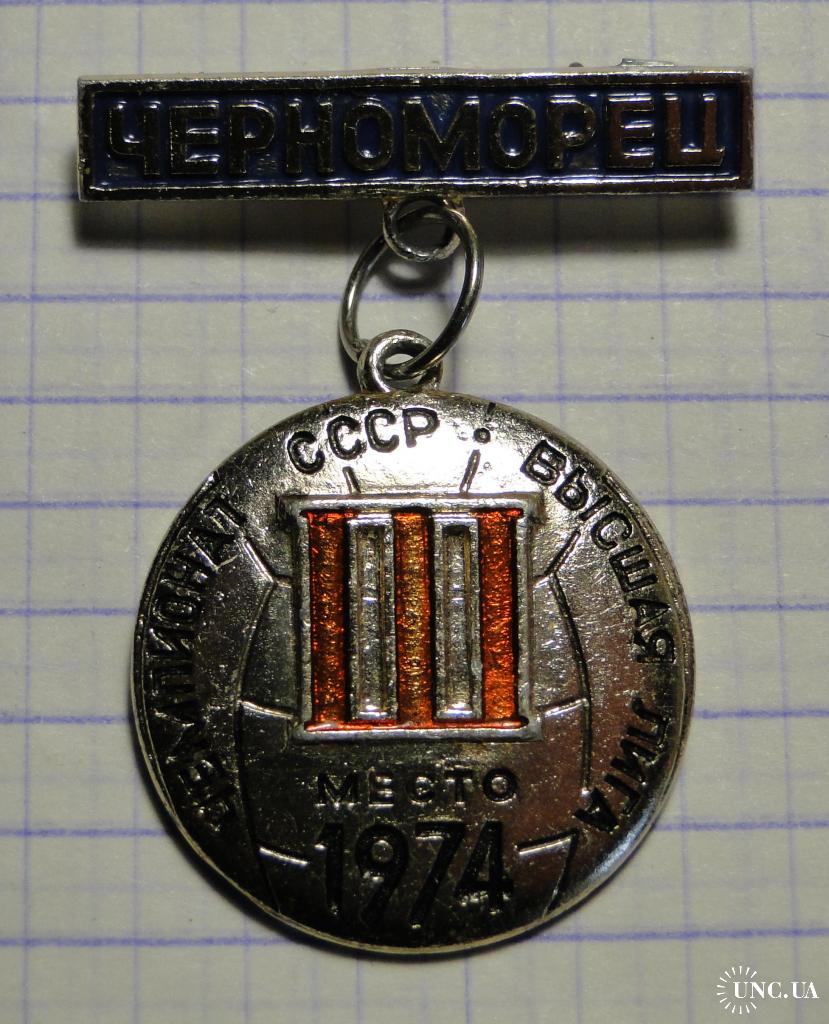 ЧЕРНОМОРЕЦ
ЧЕМПИОНАТ СССР · ВЫСШАЯ ЛИГА
III
МЕСТО
1974
UNC.UA